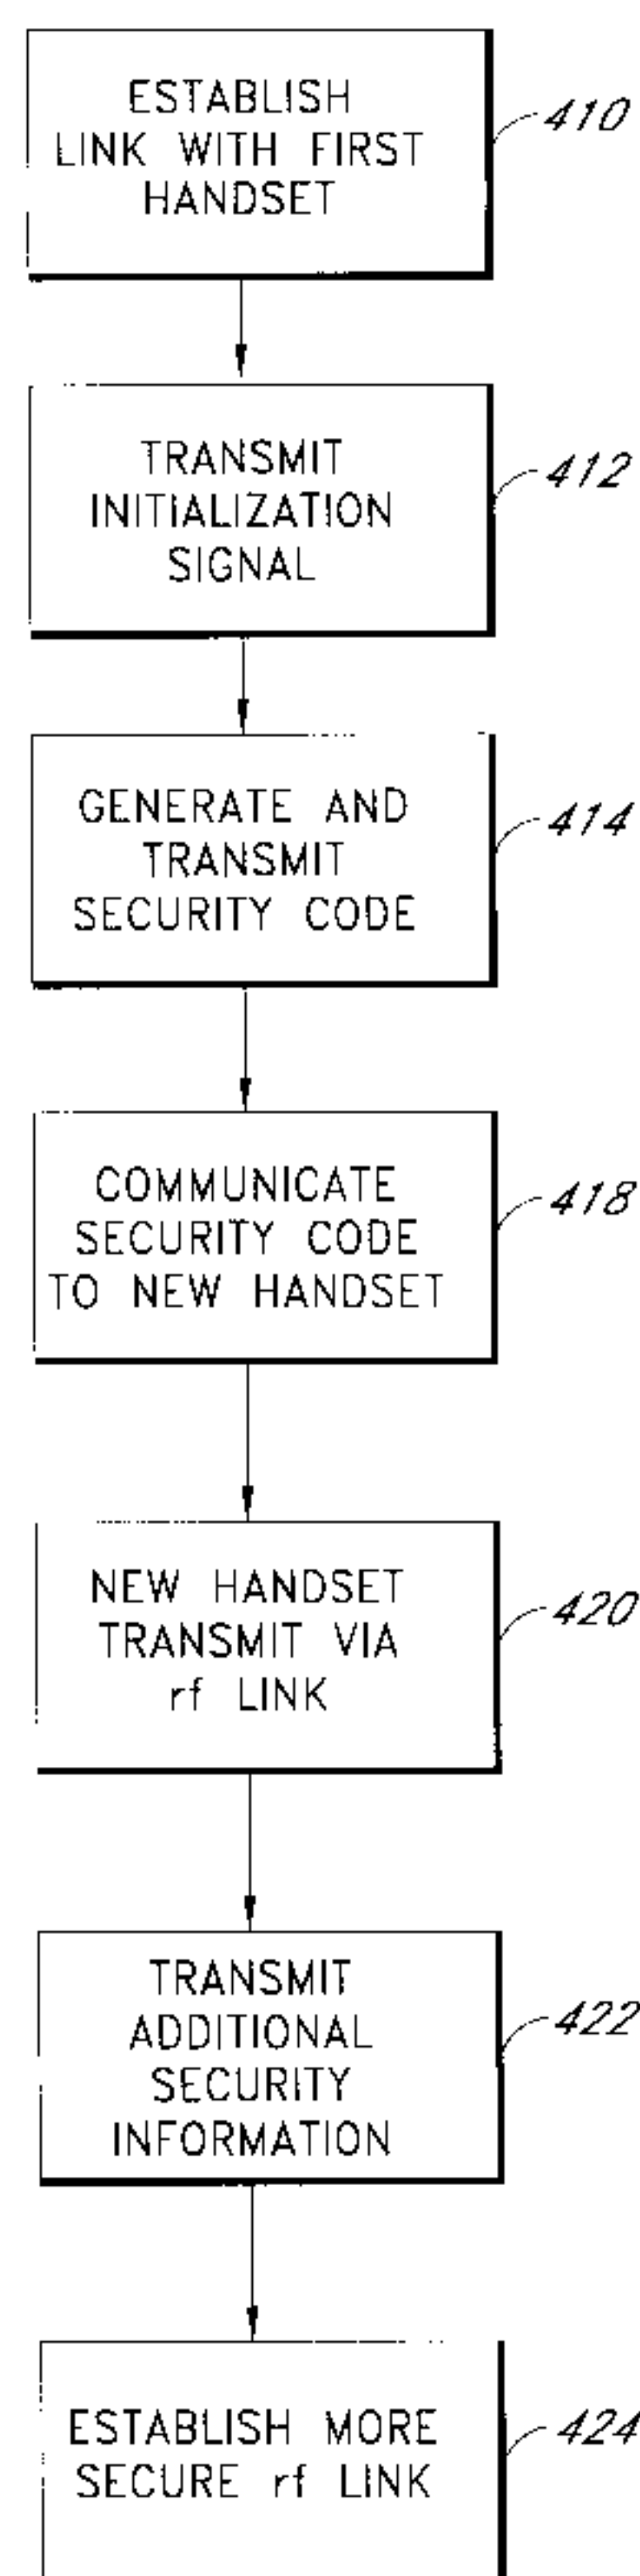 ESTABLISH
LINK WITH FIRST
HANDSET
410
TRANSMIT
INITIALIZATION
SIGNAL
412
GENERATE AND
TRANSMIT
SECURITY CODE
414
COMMUNICATE
SECURITY CODE
TO NEW HANDSET
418
NEW HANDSET
TRANSMIT VIA
rf LINK
420
TRANSMIT
ADDITIONAL
SECURITY
INFORMATION
422
ESTABLISH MORE
SECURE rf LINK
424